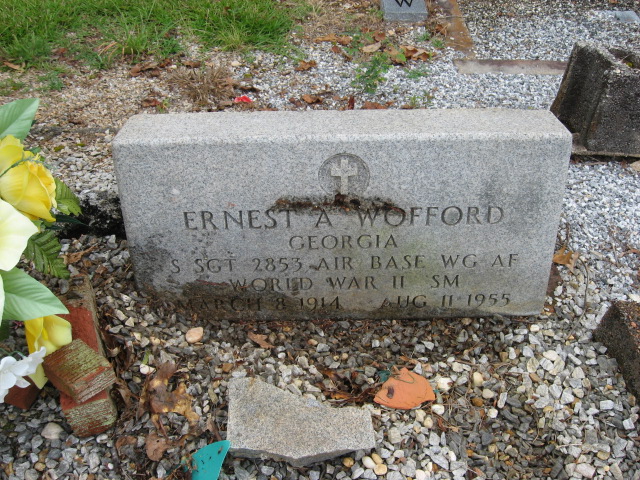 W
ERNEST A WOFFORD
GEORGIA
S SGT 2853 AIR BASE WG AF
WORLD WAR II SM
MARCH 8 1914 AUG 11 1955